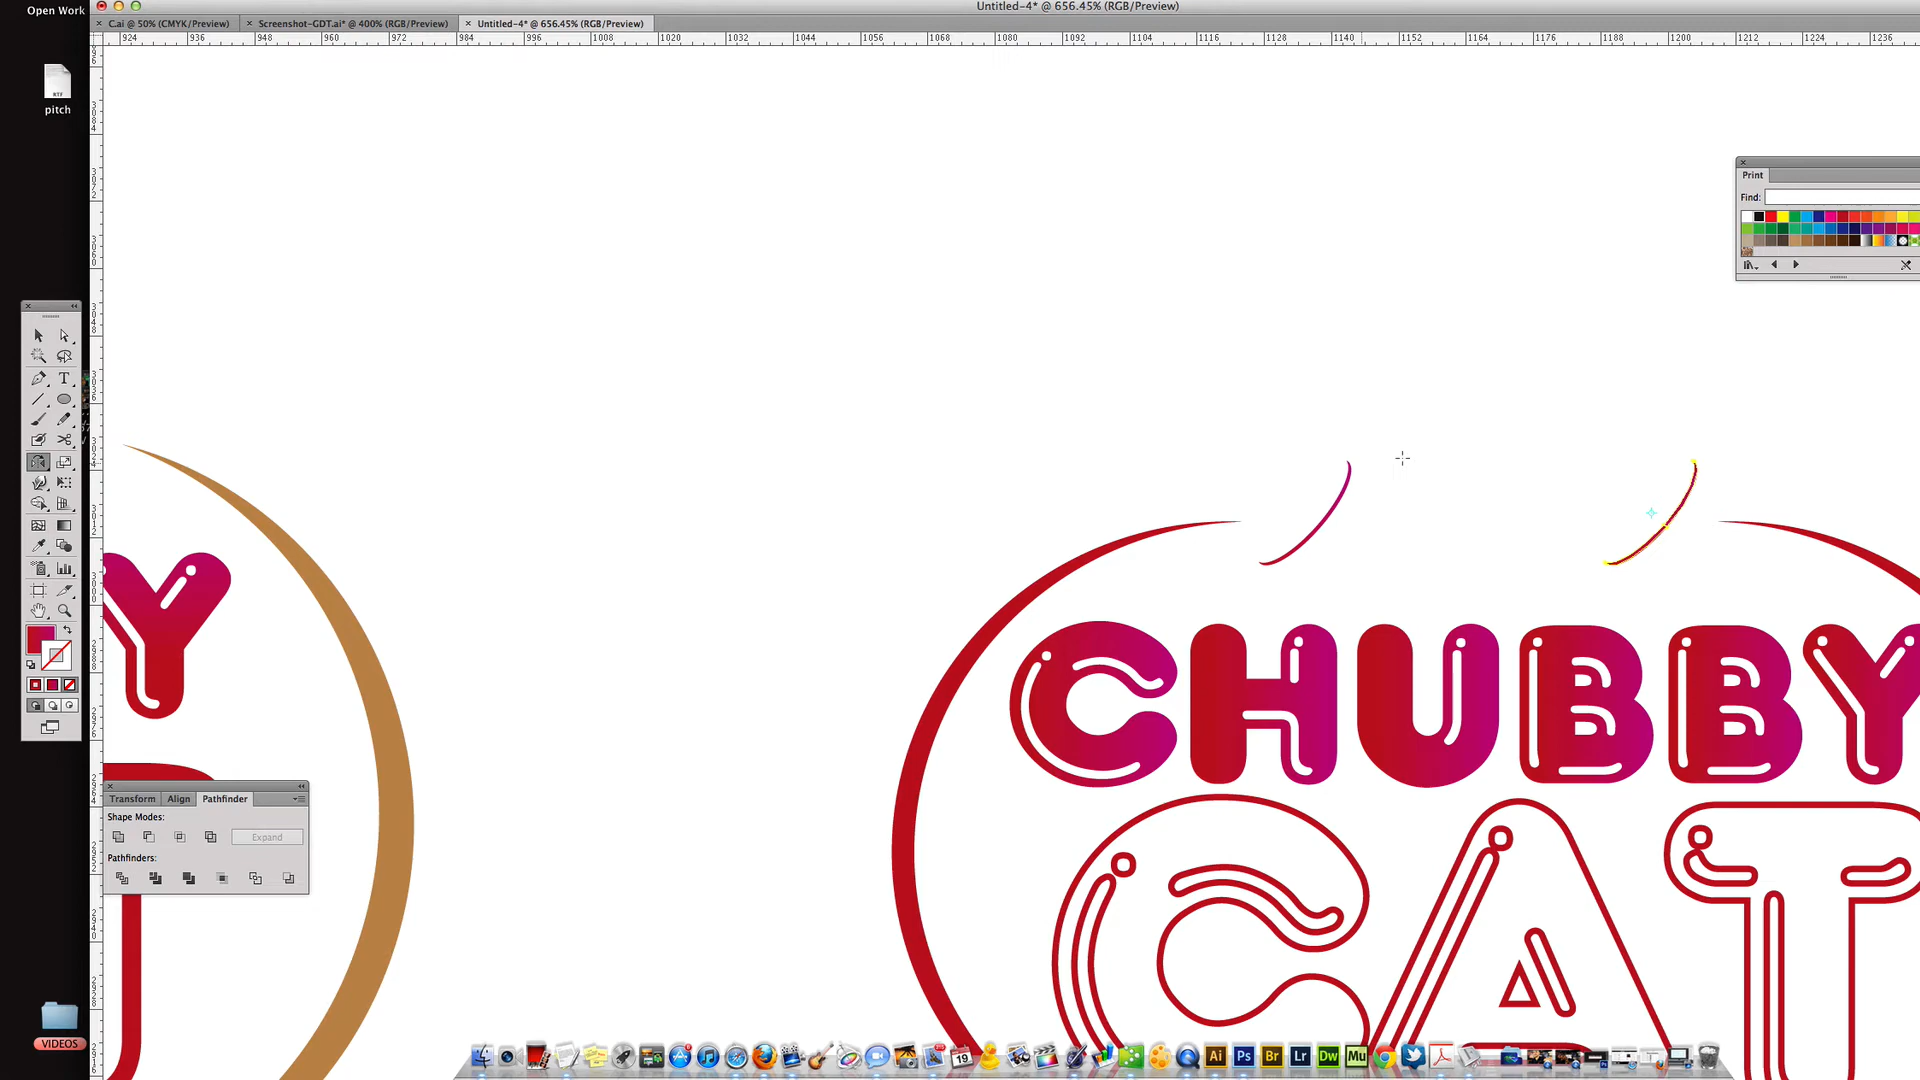 Open Work
Untitled-4* @ 656.45% (RGB/Preview)
C.ai @ 50% (CMYK/Preview)
Screenshot-GDT.ai* @ 400% (RGB/Preview)
Untitled-4* @ 656.45% (RGB/Preview)
924 936 948 960 972 984 996 1008 1020 1032 1044 1056 1068 1080 1092 1104 1116 1128 1140 1152 1164 1176 1188 1200 1212 1224 1236
pitch
Print
Find:
Y
CHUBBY
CAT
Transform Align Pathfinder
Shape Modes:
Expand
Pathfinders:
VIDEOS
19 Ai Ps Br Lr Dw Mu